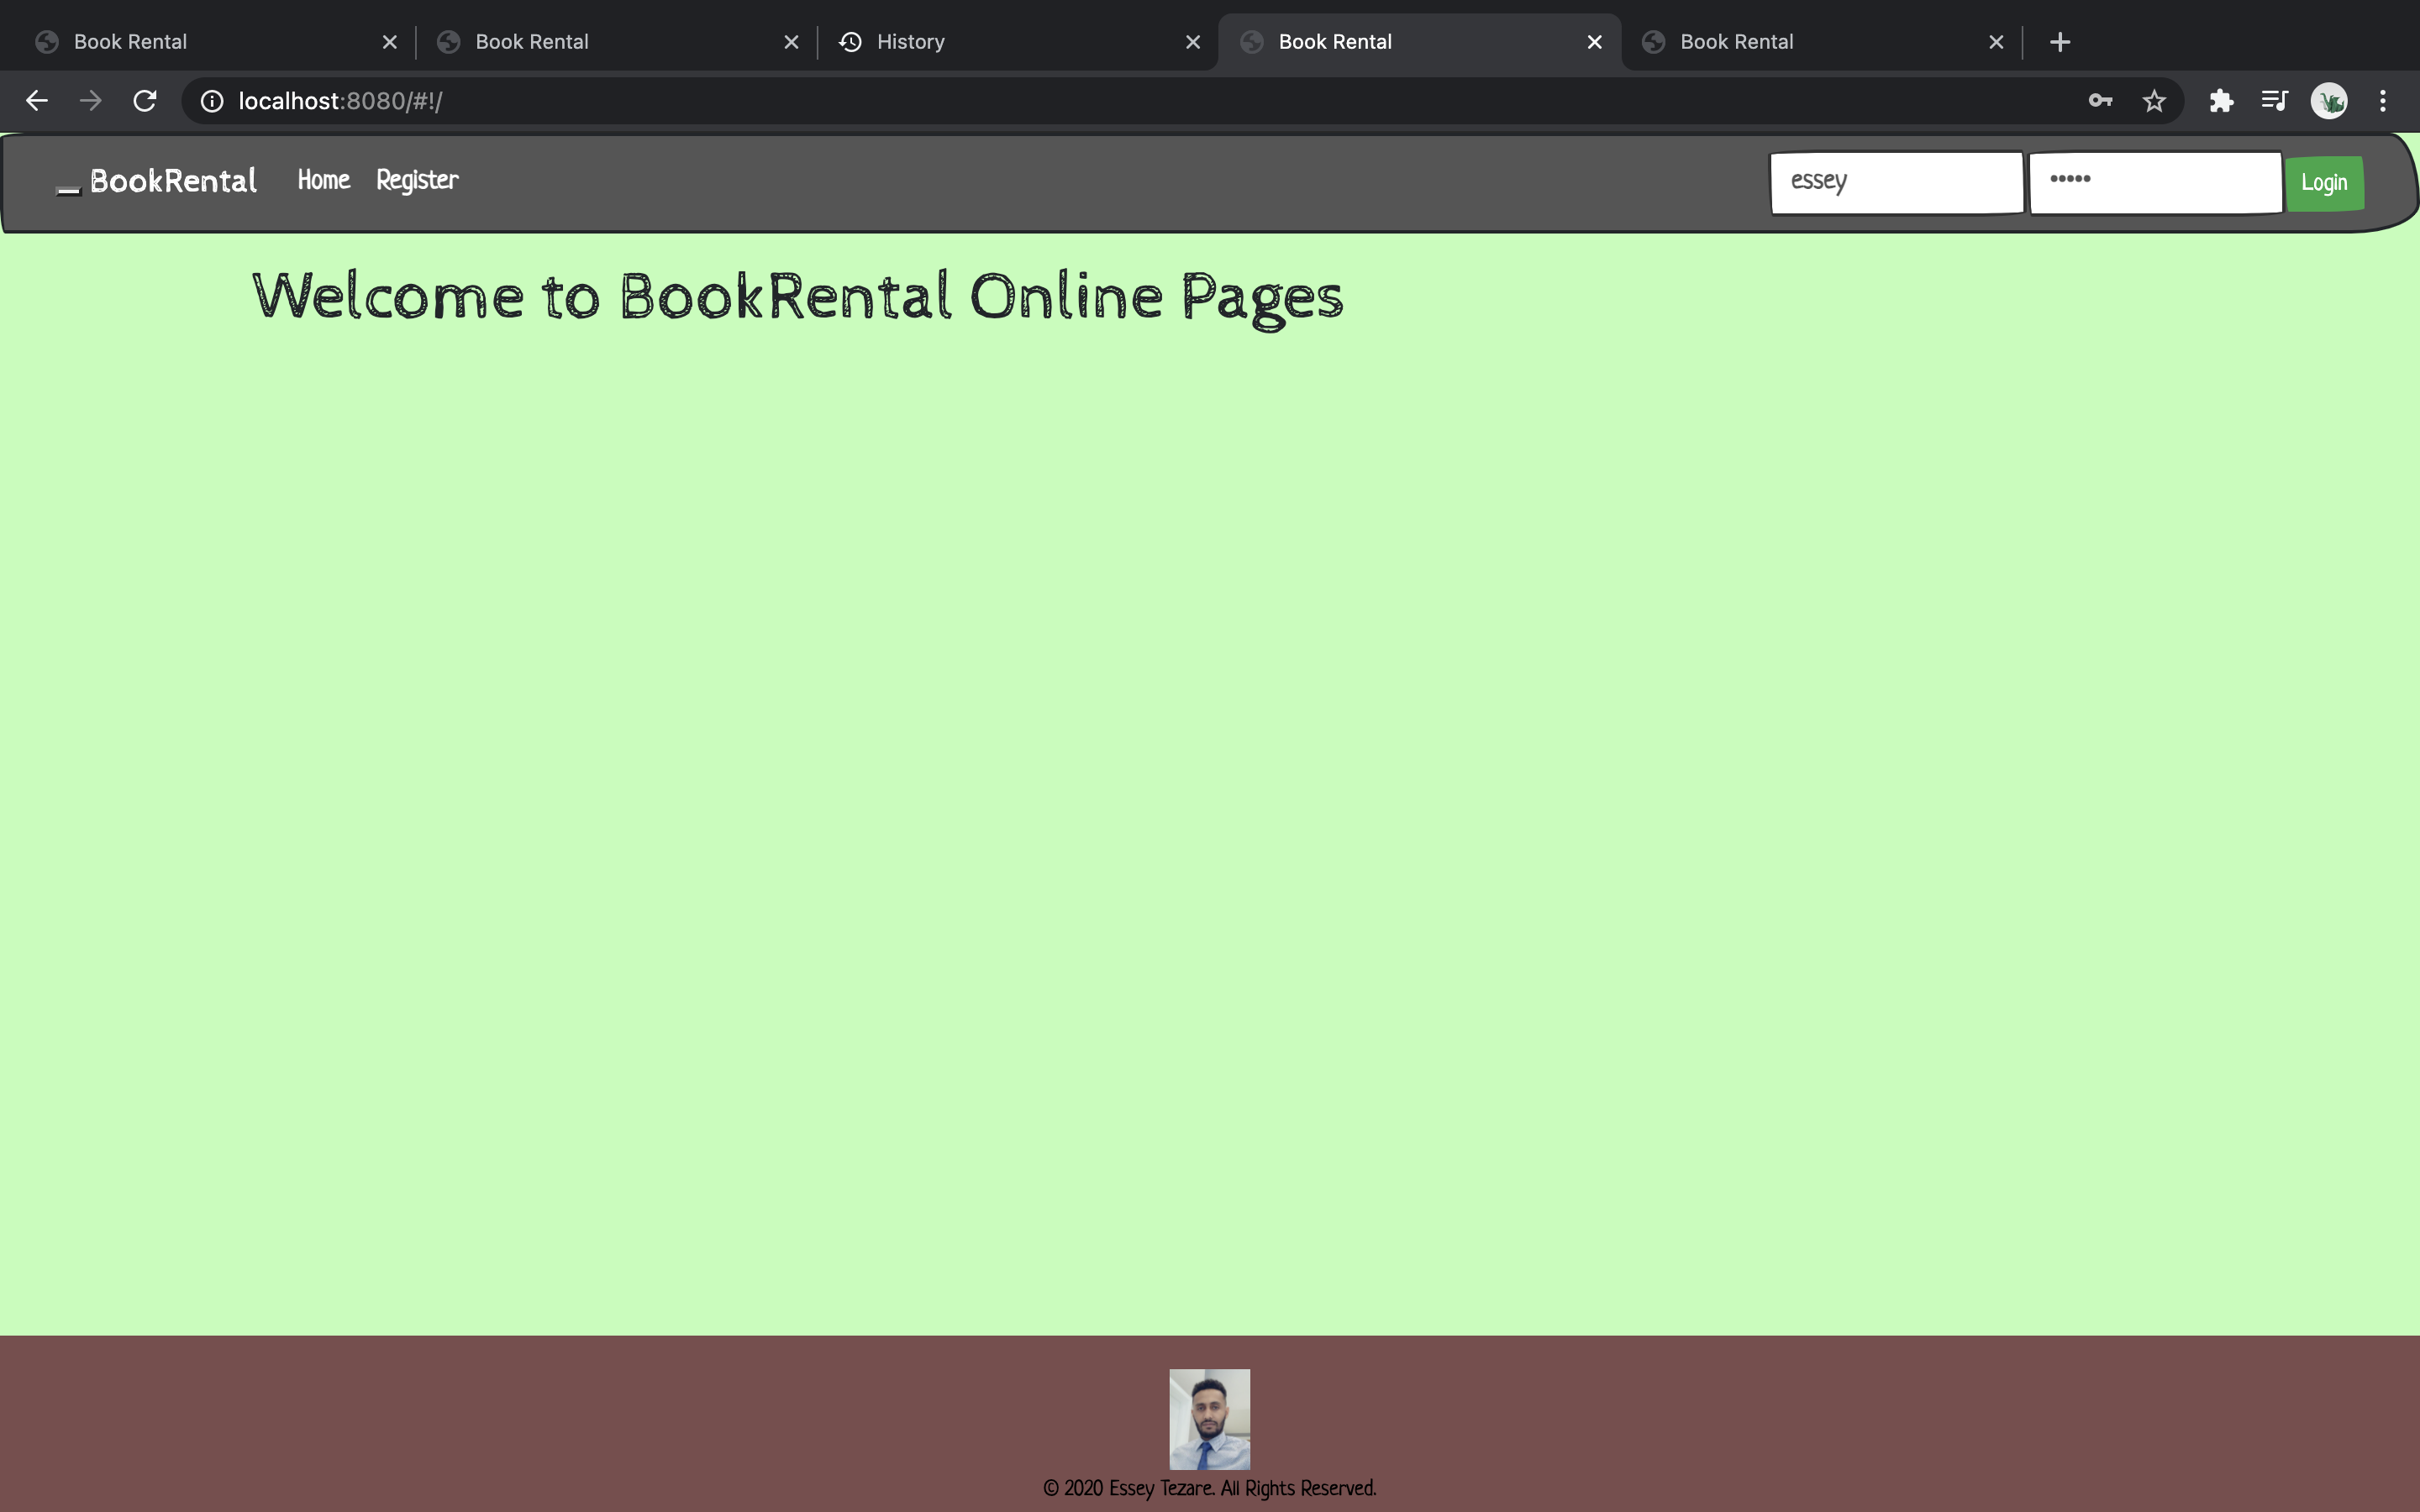 Book Rental Book Rental History Book Rental Book Rental
localhost:8080/#!/
BookRental Home Register essey ••••• Login
Welcome to BookRental Online Pages
© 2020 Essey Tezare. All Rights Reserved.